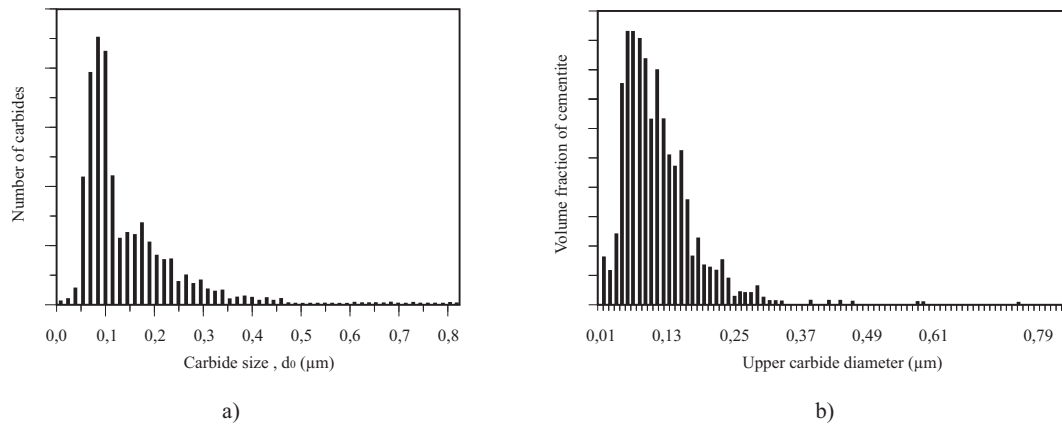 Number of carbides
0,0 0,1 0,2 0,3 0,4 0,5 0,6 0,7 0,8
Carbide size , d₀ (µm)
a)
Volume fraction of cementite
0,01 0,13 0,25 0,37 0,49 0,61 0,79
Upper carbide diameter (µm)
b)